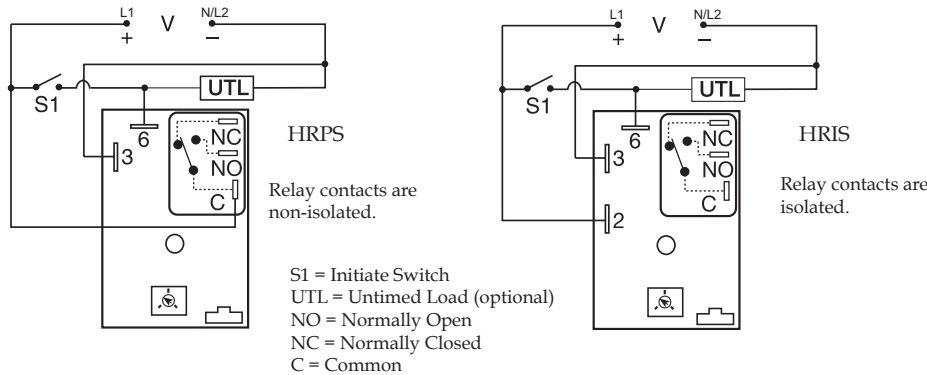 L1 V N/L2
+ –
S1 UTL
6
3
NC
NO
C
HRPS
Relay contacts are
non-isolated.
L1 V N/L2
+ –
S1 UTL
6
3
2
NC
NO
C
HRIS
Relay contacts are
isolated.
S1 = Initiate Switch
UTL = Untimed Load (optional)
NO = Normally Open
NC = Normally Closed
C = Common